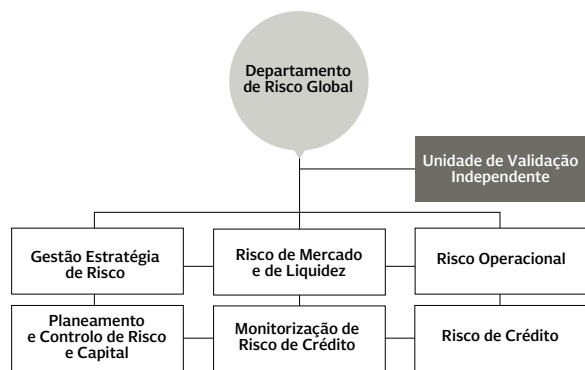 Departamento
de Risco Global
Unidade de Validação
Independente
Gestão Estratégia
de Risco
Risco de Mercado
e de Liquidez
Risco Operacional
Planeamento
e Controlo de Risco
e Capital
Monitorização de
Risco de Crédito
Risco de Crédito